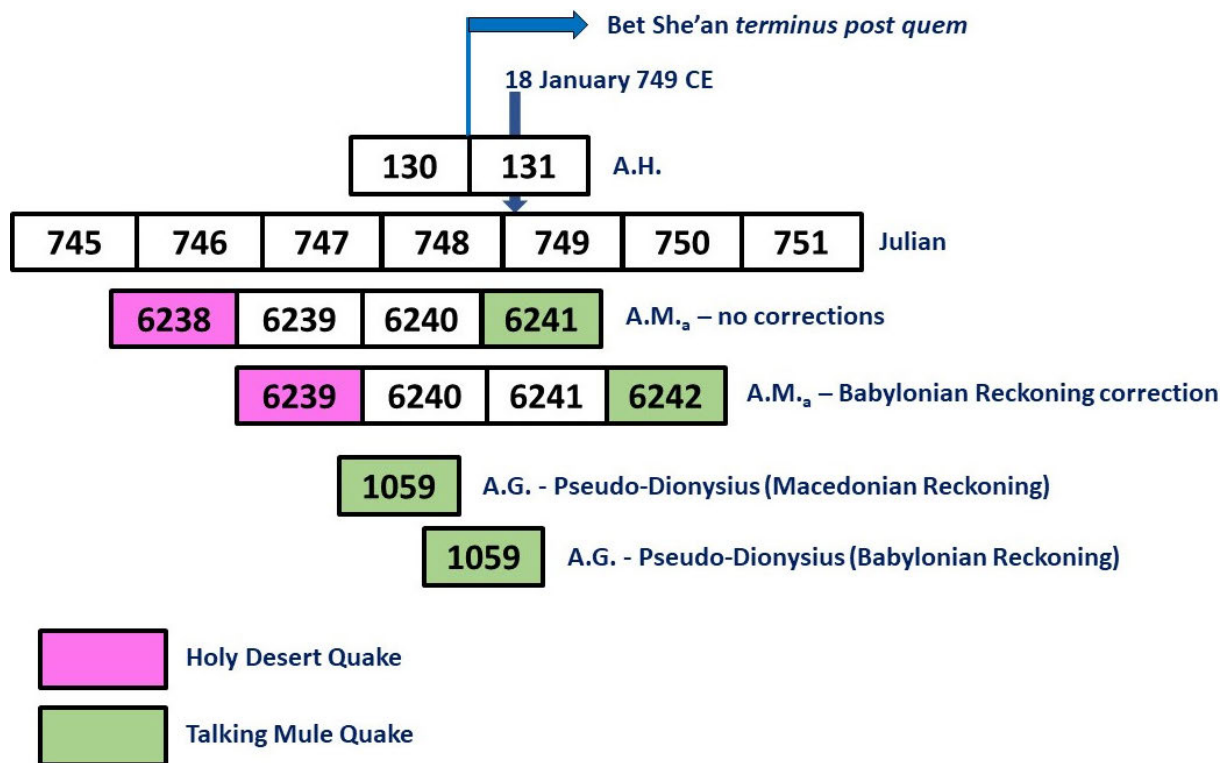 Bet She’an terminus post quem
18 January 749 CE
130 131 A.H.
745 746 747 748 749 750 751 Julian
6238 6239 6240 6241 A.M.a – no corrections
6239 6240 6241 6242 A.M.a – Babylonian Reckoning correction
1059 A.G. - Pseudo-Dionysius (Macedonian Reckoning)
1059 A.G. - Pseudo-Dionysius (Babylonian Reckoning)
Holy Desert Quake
Talking Mule Quake